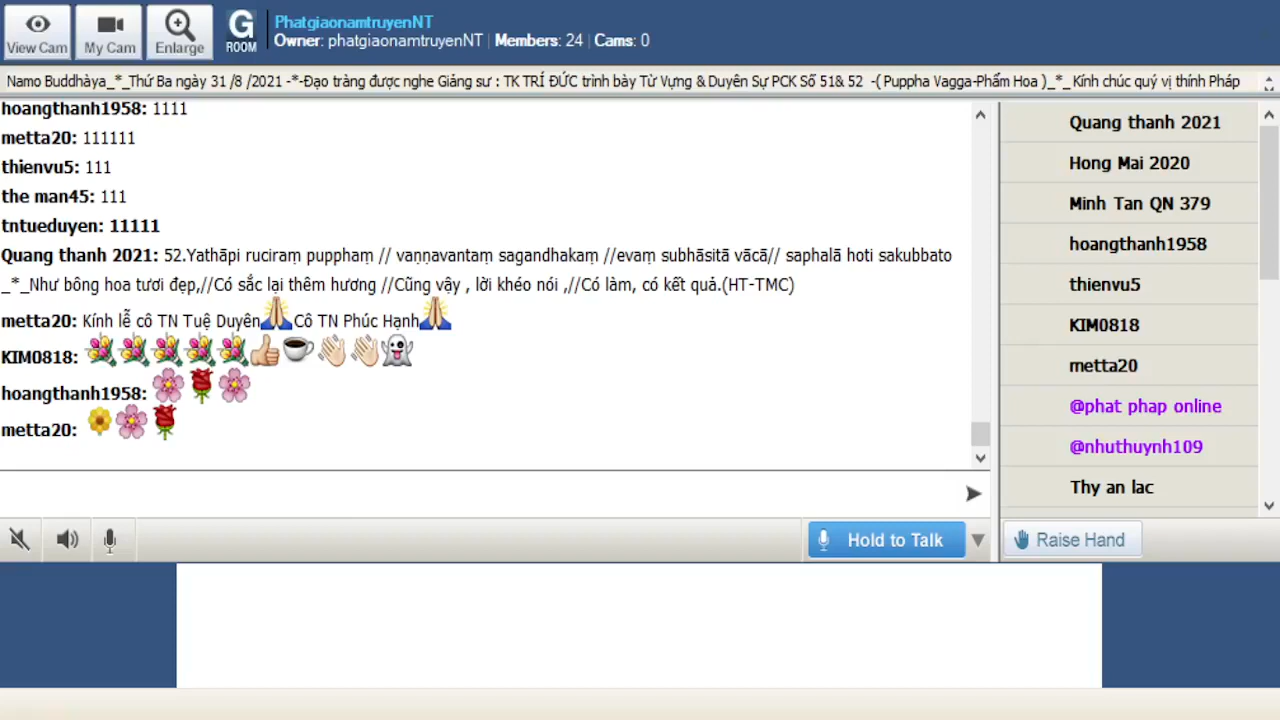 View Cam
My Cam
Enlarge
G
ROOM
PhatgiaonamtruyenNT
Owner: phatgiaonamtruyenNT | Members: 24 | Cams: 0
Namo Buddhàya_*_Thứ Ba ngày 31 /8 /2021 -*-Đạo tràng được nghe Giảng sư : TK TRÍ ĐỨC trình bày Từ Vựng & Duyên Sự PCK Số 51& 52 -( Puppha Vagga-Phẩm Hoa )_*_ Kính chúc quý vị thính Pháp
hoangthanh1958: 1111
metta20: 111111
thienvu5: 111
the man45: 111
tntueduyen: 11111
Quang thanh 2021: 52.Yathāpi ruciraṃ pupphaṃ // vaṇṇavantaṃ sagandhakaṃ //evaṃ subhāsitā vācā// saphalā hoti sakubbato
_*_Như bông hoa tươi đẹp,//Có sắc lại thêm hương //Cũng vậy , lời khéo nói ,//Có làm, có kết quả.(HT-TMC)
metta20: Kính lễ cô TN Tuệ Duyên🙏Cô TN Phúc Hạnh🙏
KIM0818: 💐💐💐💐💐👍☕👋👋👻
hoangthanh1958: 🌸🌹🌸
metta20: 🌻🌸🌹
Quang thanh 2021
Hong Mai 2020
Minh Tan QN 379
hoangthanh1958
thienvu5
KIM0818
metta20
@phat phap online
@nhuthuynh109
Thy an lac
Hold to Talk
Raise Hand